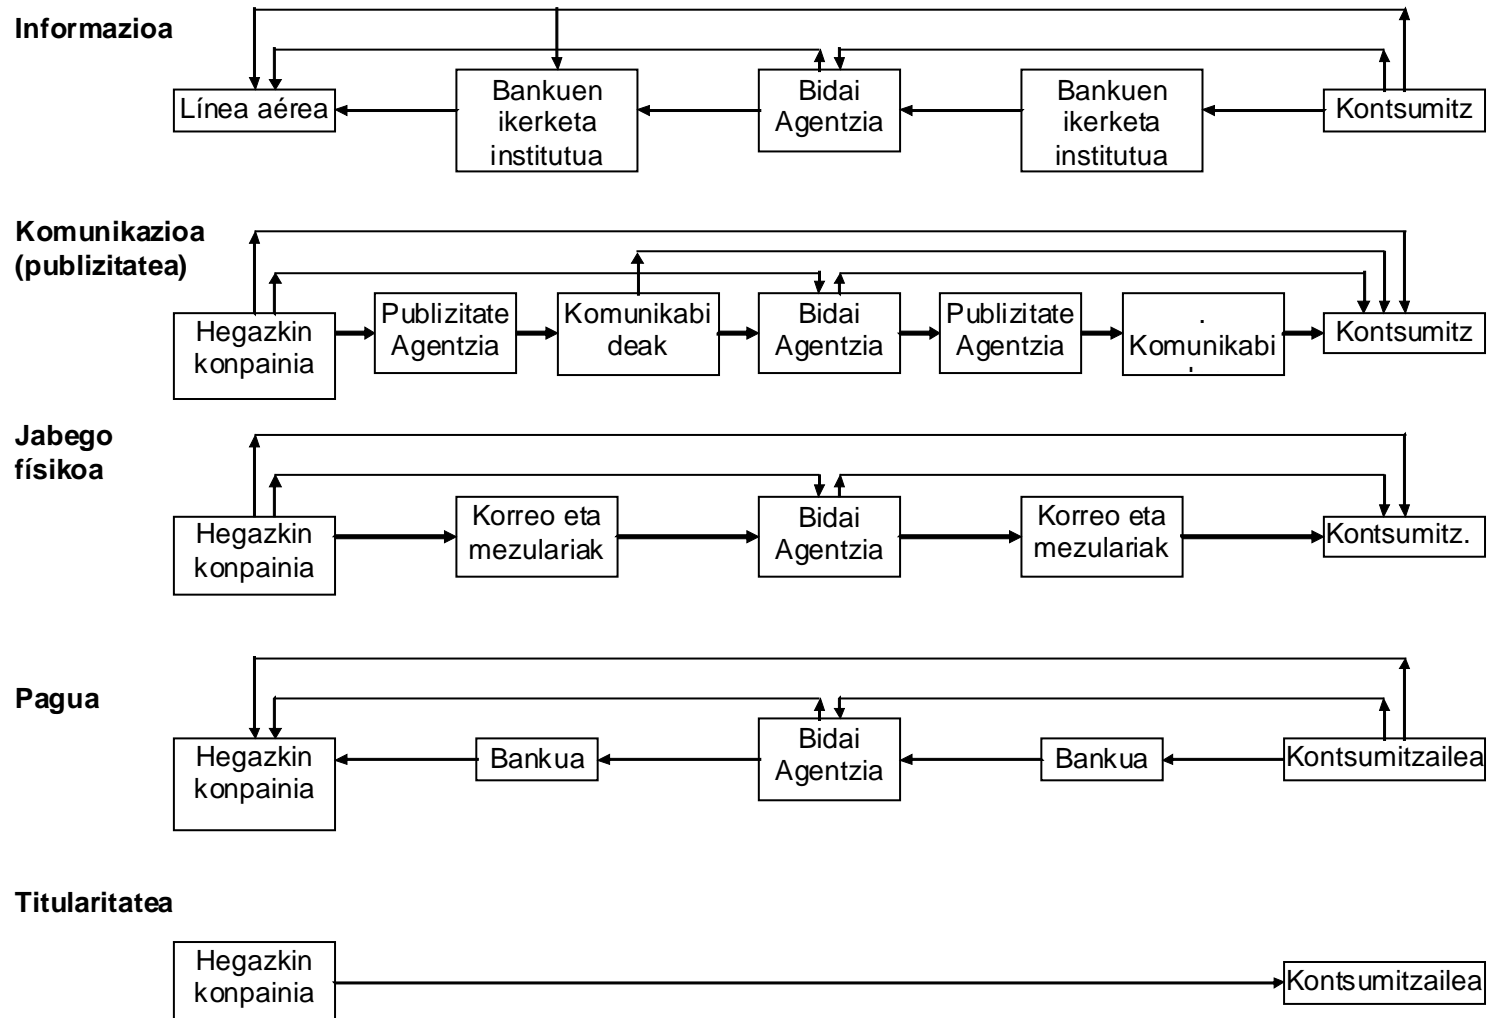 Informazioa
Línea aérea
Bankuen
ikerketa
institutua
Bidai
Agentzia
Bankuen
ikerketa
institutua
Kontsumitz
Komunikazioa
(publizitatea)
Hegazkin
konpainia
Publizitate
Agentzia
Komunikabi
deak
Bidai
Agentzia
Publizitate
Agentzia
.
Komunikabi
Kontsumitz
Jabego
físikoa
Hegazkin
konpainia
Korreo eta
mezulariak
Bidai
Agentzia
Korreo eta
mezulariak
Kontsumitz.
Pagua
Hegazkin
konpainia
Bankua
Bidai
Agentzia
Bankua
Kontsumitzailea
Titularitatea
Hegazkin
konpainia
Kontsumitzailea